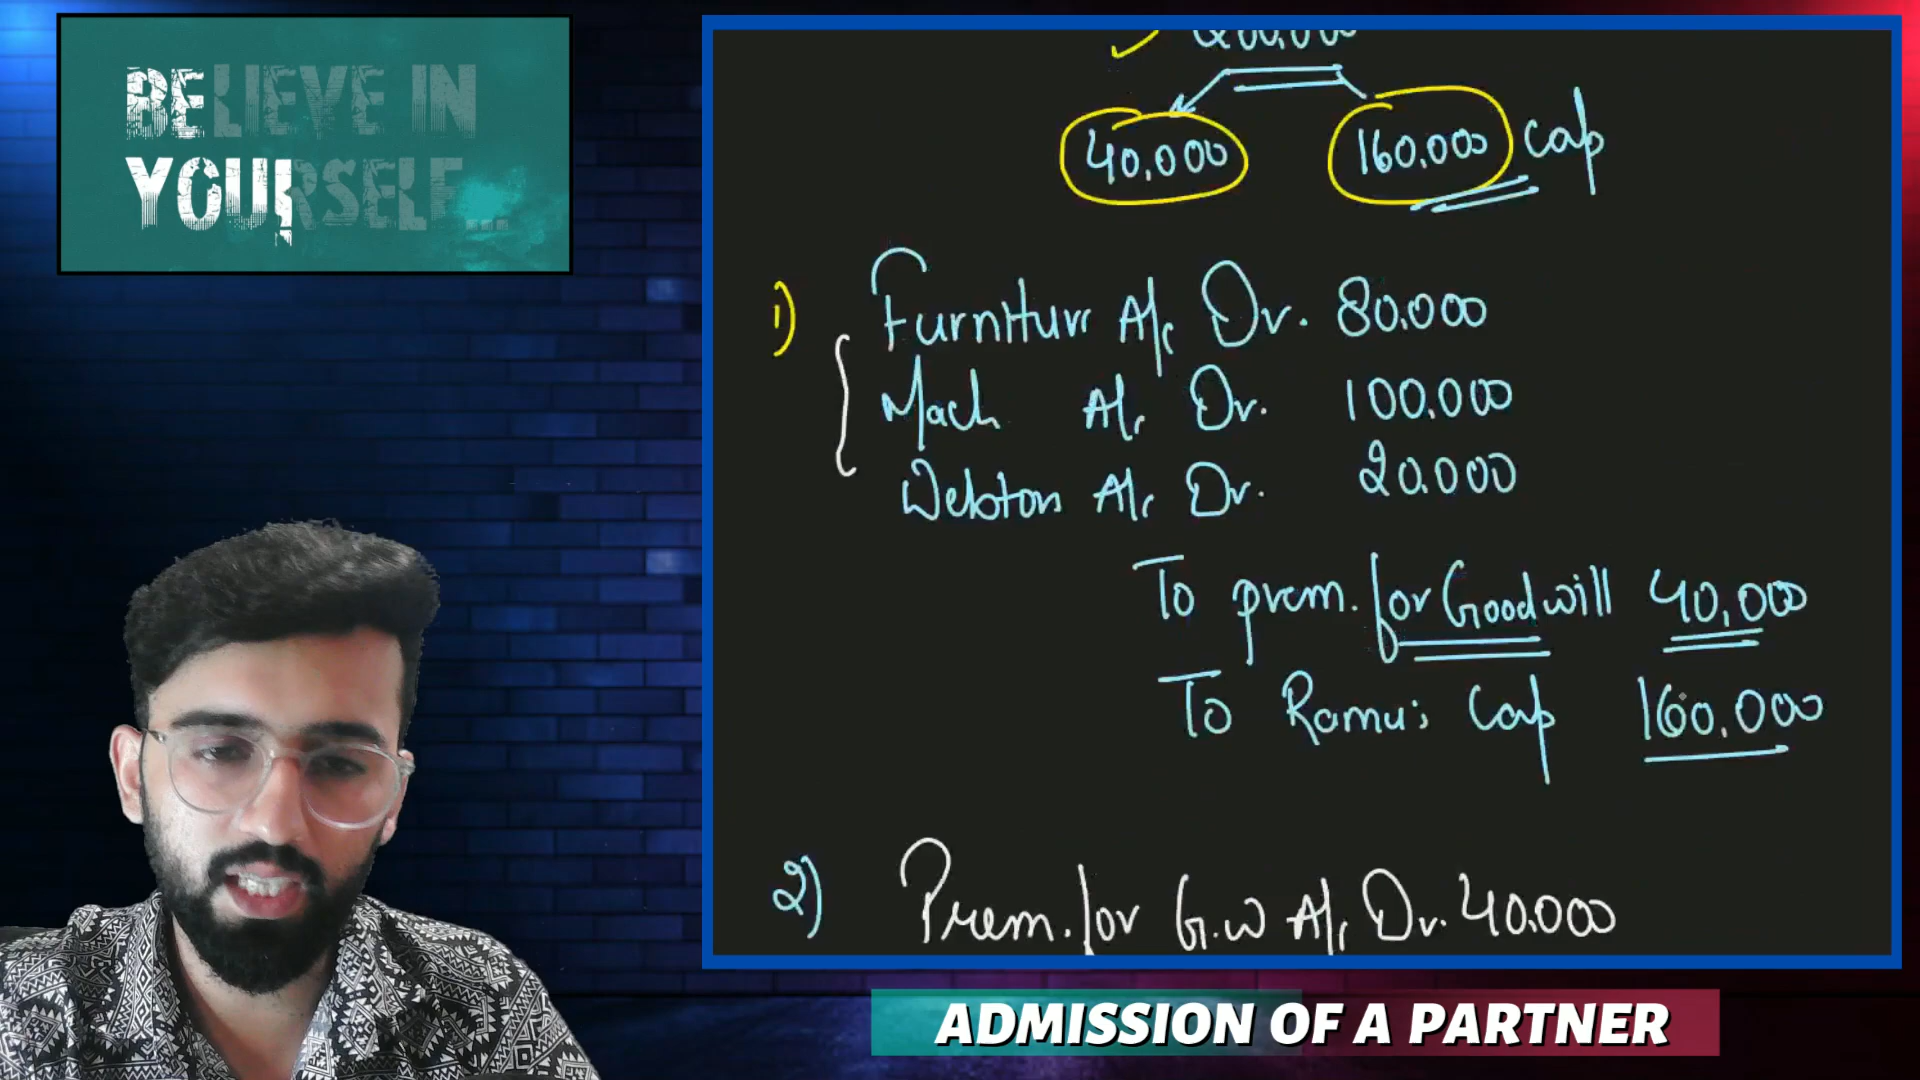 BELIEVE IN
YOURSELF...
200,000
40,000 160,000 cap
1) Furniture A/c Dr. 80,000
Mach A/c Dr. 100,000
Debtors A/c Dr. 20,000
To prem. for Goodwill 40,000
To Ramu's Cap 160,000
2) Prem. for G.W A/c Dr. 40,000
ADMISSION OF A PARTNER